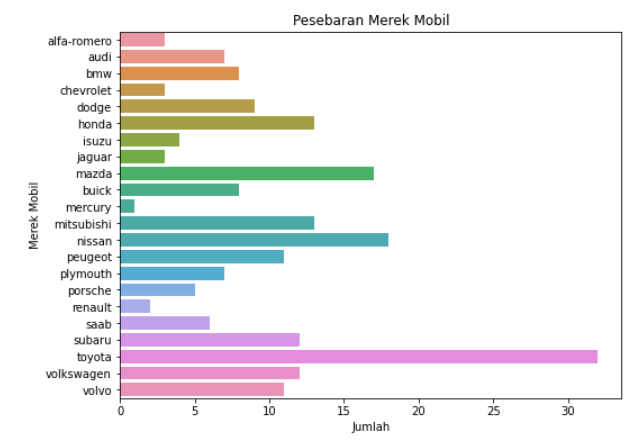 Pesebaran Merek Mobil
alfa-romero
audi
bmw
chevrolet
dodge
honda
isuzu
jaguar
mazda
buick
mercury
mitsubishi
nissan
peugeot
plymouth
porsche
renault
saab
subaru
toyota
volkswagen
volvo
Merek Mobil
0 5 10 15 20 25 30
Jumlah